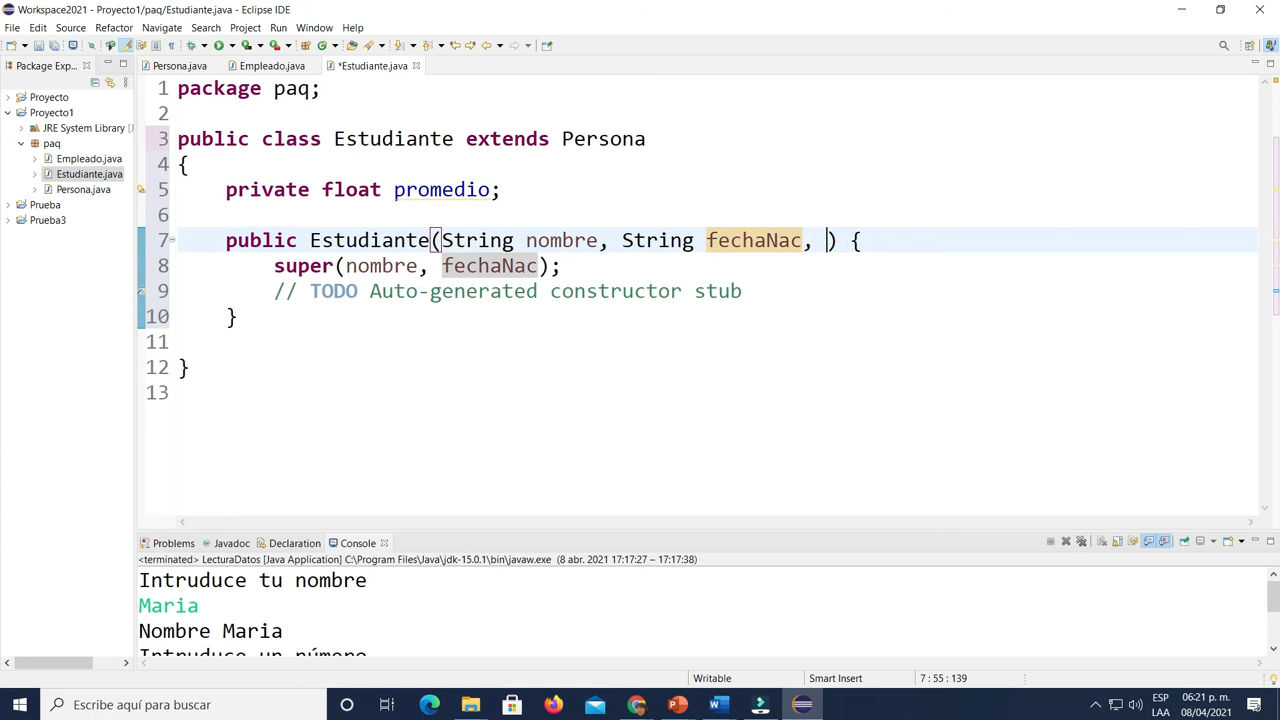 Workspace2021 - Proyecto1/paq/Estudiante.java - Eclipse IDE
File Edit Source Refactor Navigate Search Project Run Window Help
Package Exp...
Persona.java
Empleado.java
*Estudiante.java
Proyecto
Proyecto1
JRE System Library [J
paq
Empleado.java
Estudiante.java
Persona.java
Prueba
Prueba3
1 package paq;
2
3 public class Estudiante extends Persona
4 {
5 private float promedio;
6
7 public Estudiante(String nombre, String fechaNac, ) {
8 super(nombre, fechaNac);
9 // TODO Auto-generated constructor stub
10 }
11
12 }
13
Problems Javadoc Declaration Console
<terminated> LecturaDatos [Java Application] C:\Program Files\Java\jdk-15.0.1\bin\javaw.exe (8 abr. 2021 17:17:27 – 17:17:38)
Intruduce tu nombre
Maria
Nombre Maria
Intruduce un número
Writable Smart Insert 7 : 55 : 139
Escribe aquí para buscar
ESP
LAA
06:21 p. m.
08/04/2021